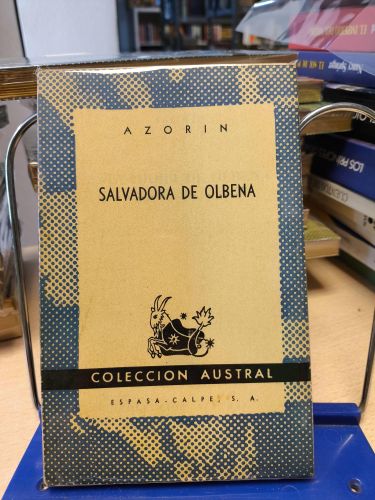 AZORIN
SALVADORA DE OLBENA
COLECCION AUSTRAL
ESPASA-CALPE, S. A.